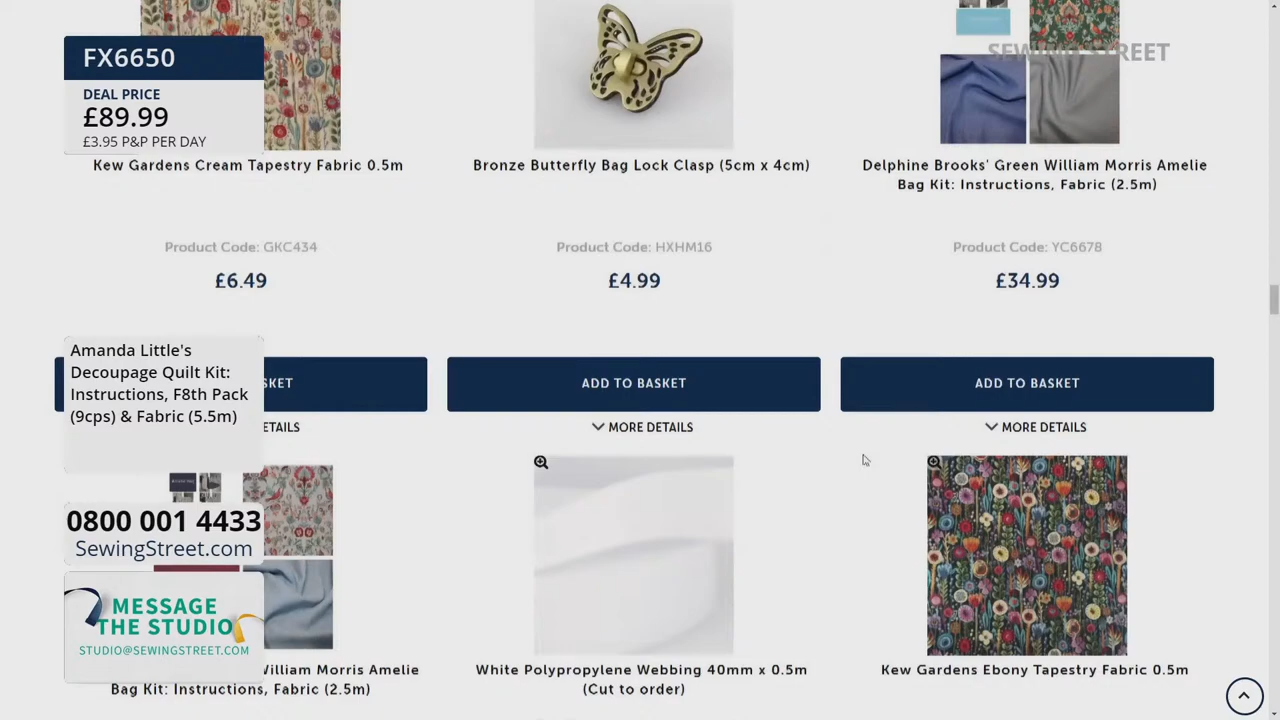 FX6650
DEAL PRICE
£89.99
£3.95 P&P PER DAY
SEWING STREET
Kew Gardens Cream Tapestry Fabric 0.5m
Product Code: GKC434
£6.49
Bronze Butterfly Bag Lock Clasp (5cm x 4cm)
Product Code: HXHM16
£4.99
Delphine Brooks' Green William Morris Amelie
Bag Kit: Instructions, Fabric (2.5m)
Product Code: YC6678
£34.99
Amanda Little's
Decoupage Quilt Kit:
Instructions, F8th Pack
(9cps) & Fabric (5.5m)
ADD TO BASKET
MORE DETAILS
ADD TO BASKET
MORE DETAILS
0800 001 4433
SewingStreet.com
MESSAGE
THE STUDIO
STUDIO@SEWINGSTREET.COM
William Morris Amelie
Bag Kit: Instructions, Fabric (2.5m)
White Polypropylene Webbing 40mm x 0.5m
(Cut to order)
Kew Gardens Ebony Tapestry Fabric 0.5m